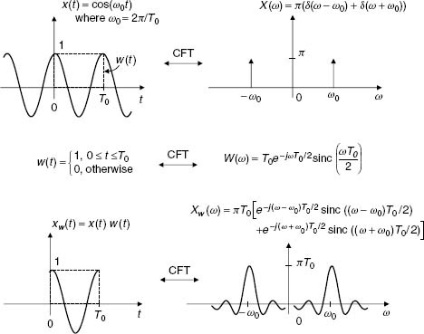 x(t) = cos(ω₀t)
where ω₀ = 2π/T₀
X(ω) = π(δ(ω−ω₀) + δ(ω + ω₀))
1
w(t)
CFT
π
0
T₀
t
−ω₀
0
ω₀
ω
w(t) = {1, 0 ≤ t ≤ T₀
0, otherwise
CFT
W(ω) = T₀e^{−jωT₀/2} sinc (ωT₀/2)
x_w(t) = x(t) w(t)
X_w(ω) = πT₀[e^{−j(ω−ω₀)T₀/2} sinc ((ω−ω₀)T₀/2)
+e^{−j(ω+ω₀)T₀/2} sinc ((ω + ω₀)T₀/2)]
1
CFT
πT₀
0
T₀
t
−ω₀
0
ω₀
ω